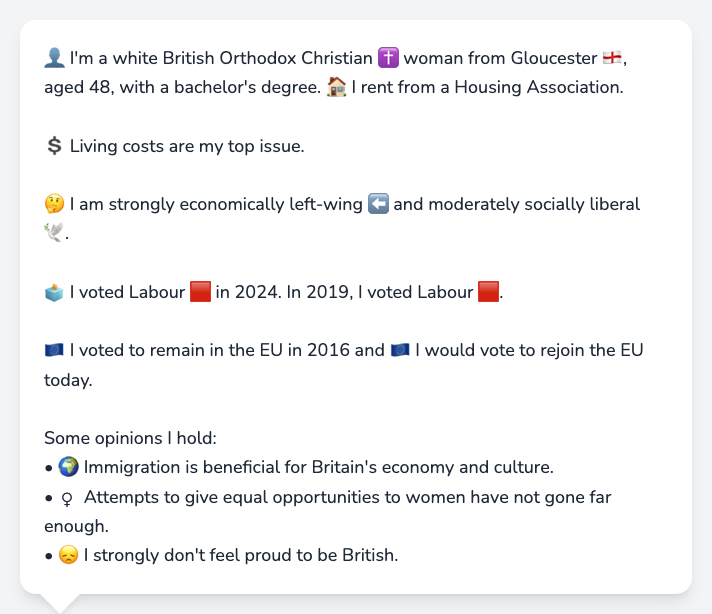 👤 I'm a white British Orthodox Christian ✝️ woman from Gloucester 🏴󠁧󠁢󠁥󠁮󠁧󠁿,
aged 48, with a bachelor's degree. 🏠 I rent from a Housing Association.
💲 Living costs are my top issue.
🤔 I am strongly economically left-wing ⬅️ and moderately socially liberal
🕊️.
🗳️ I voted Labour 🟥 in 2024. In 2019, I voted Labour 🟥.
🇪🇺 I voted to remain in the EU in 2016 and 🇪🇺 I would vote to rejoin the EU
today.
Some opinions I hold:
• 🌍 Immigration is beneficial for Britain's economy and culture.
• ♀ Attempts to give equal opportunities to women have not gone far
enough.
• 😞 I strongly don't feel proud to be British.